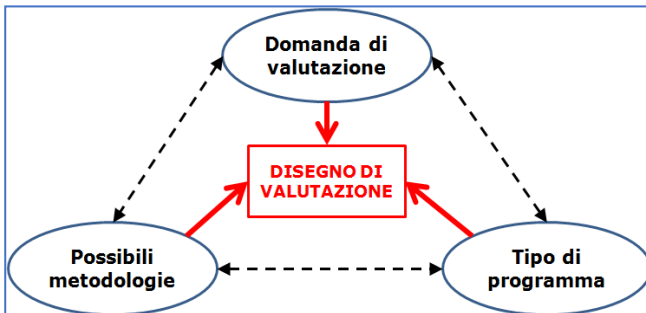 Domanda di
valutazione
DISEGNO DI
VALUTAZIONE
Possibili
metodologie
Tipo di
programma